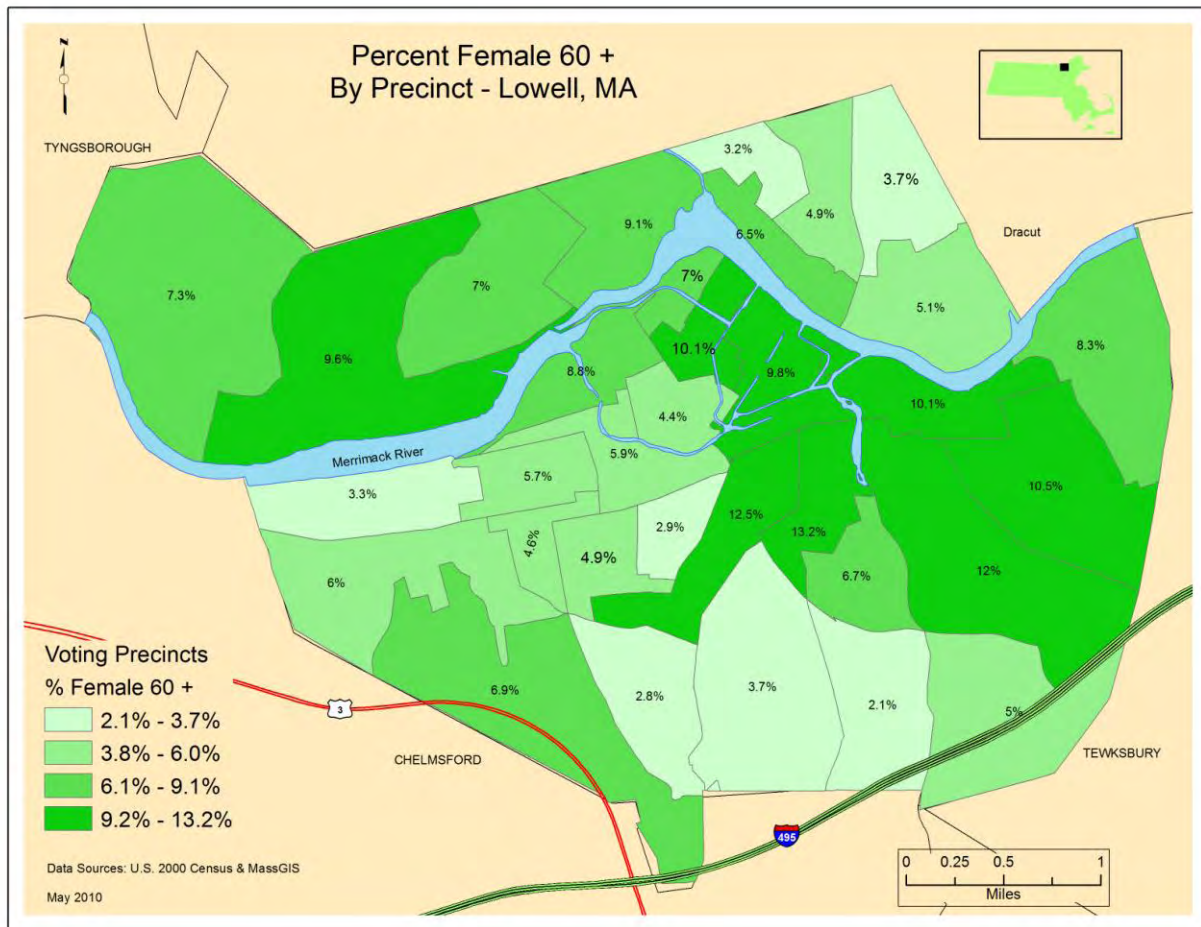 Percent Female 60 +
By Precinct - Lowell, MA
N
TYNGSBOROUGH
3.2%
3.7%
4.9%
9.1%
6.5%
Dracut
7%
7%
7.3%
5.1%
8.3%
9.6%
10.1%
8.8%
9.8%
10.1%
4.4%
5.9%
Merrimack River
5.7%
3.3%
10.5%
12.5%
2.9%
13.2%
4.6%
4.9%
6%
6.7%
12%
Voting Precincts
% Female 60 +
2.1% - 3.7%
3.8% - 6.0%
6.1% - 9.1%
9.2% - 13.2%
6.9%
2.8%
3.7%
2.1%
5%
3
CHELMSFORD
TEWKSBURY
495
Data Sources: U.S. 2000 Census & MassGIS
May 2010
0 0.25 0.5 1
Miles